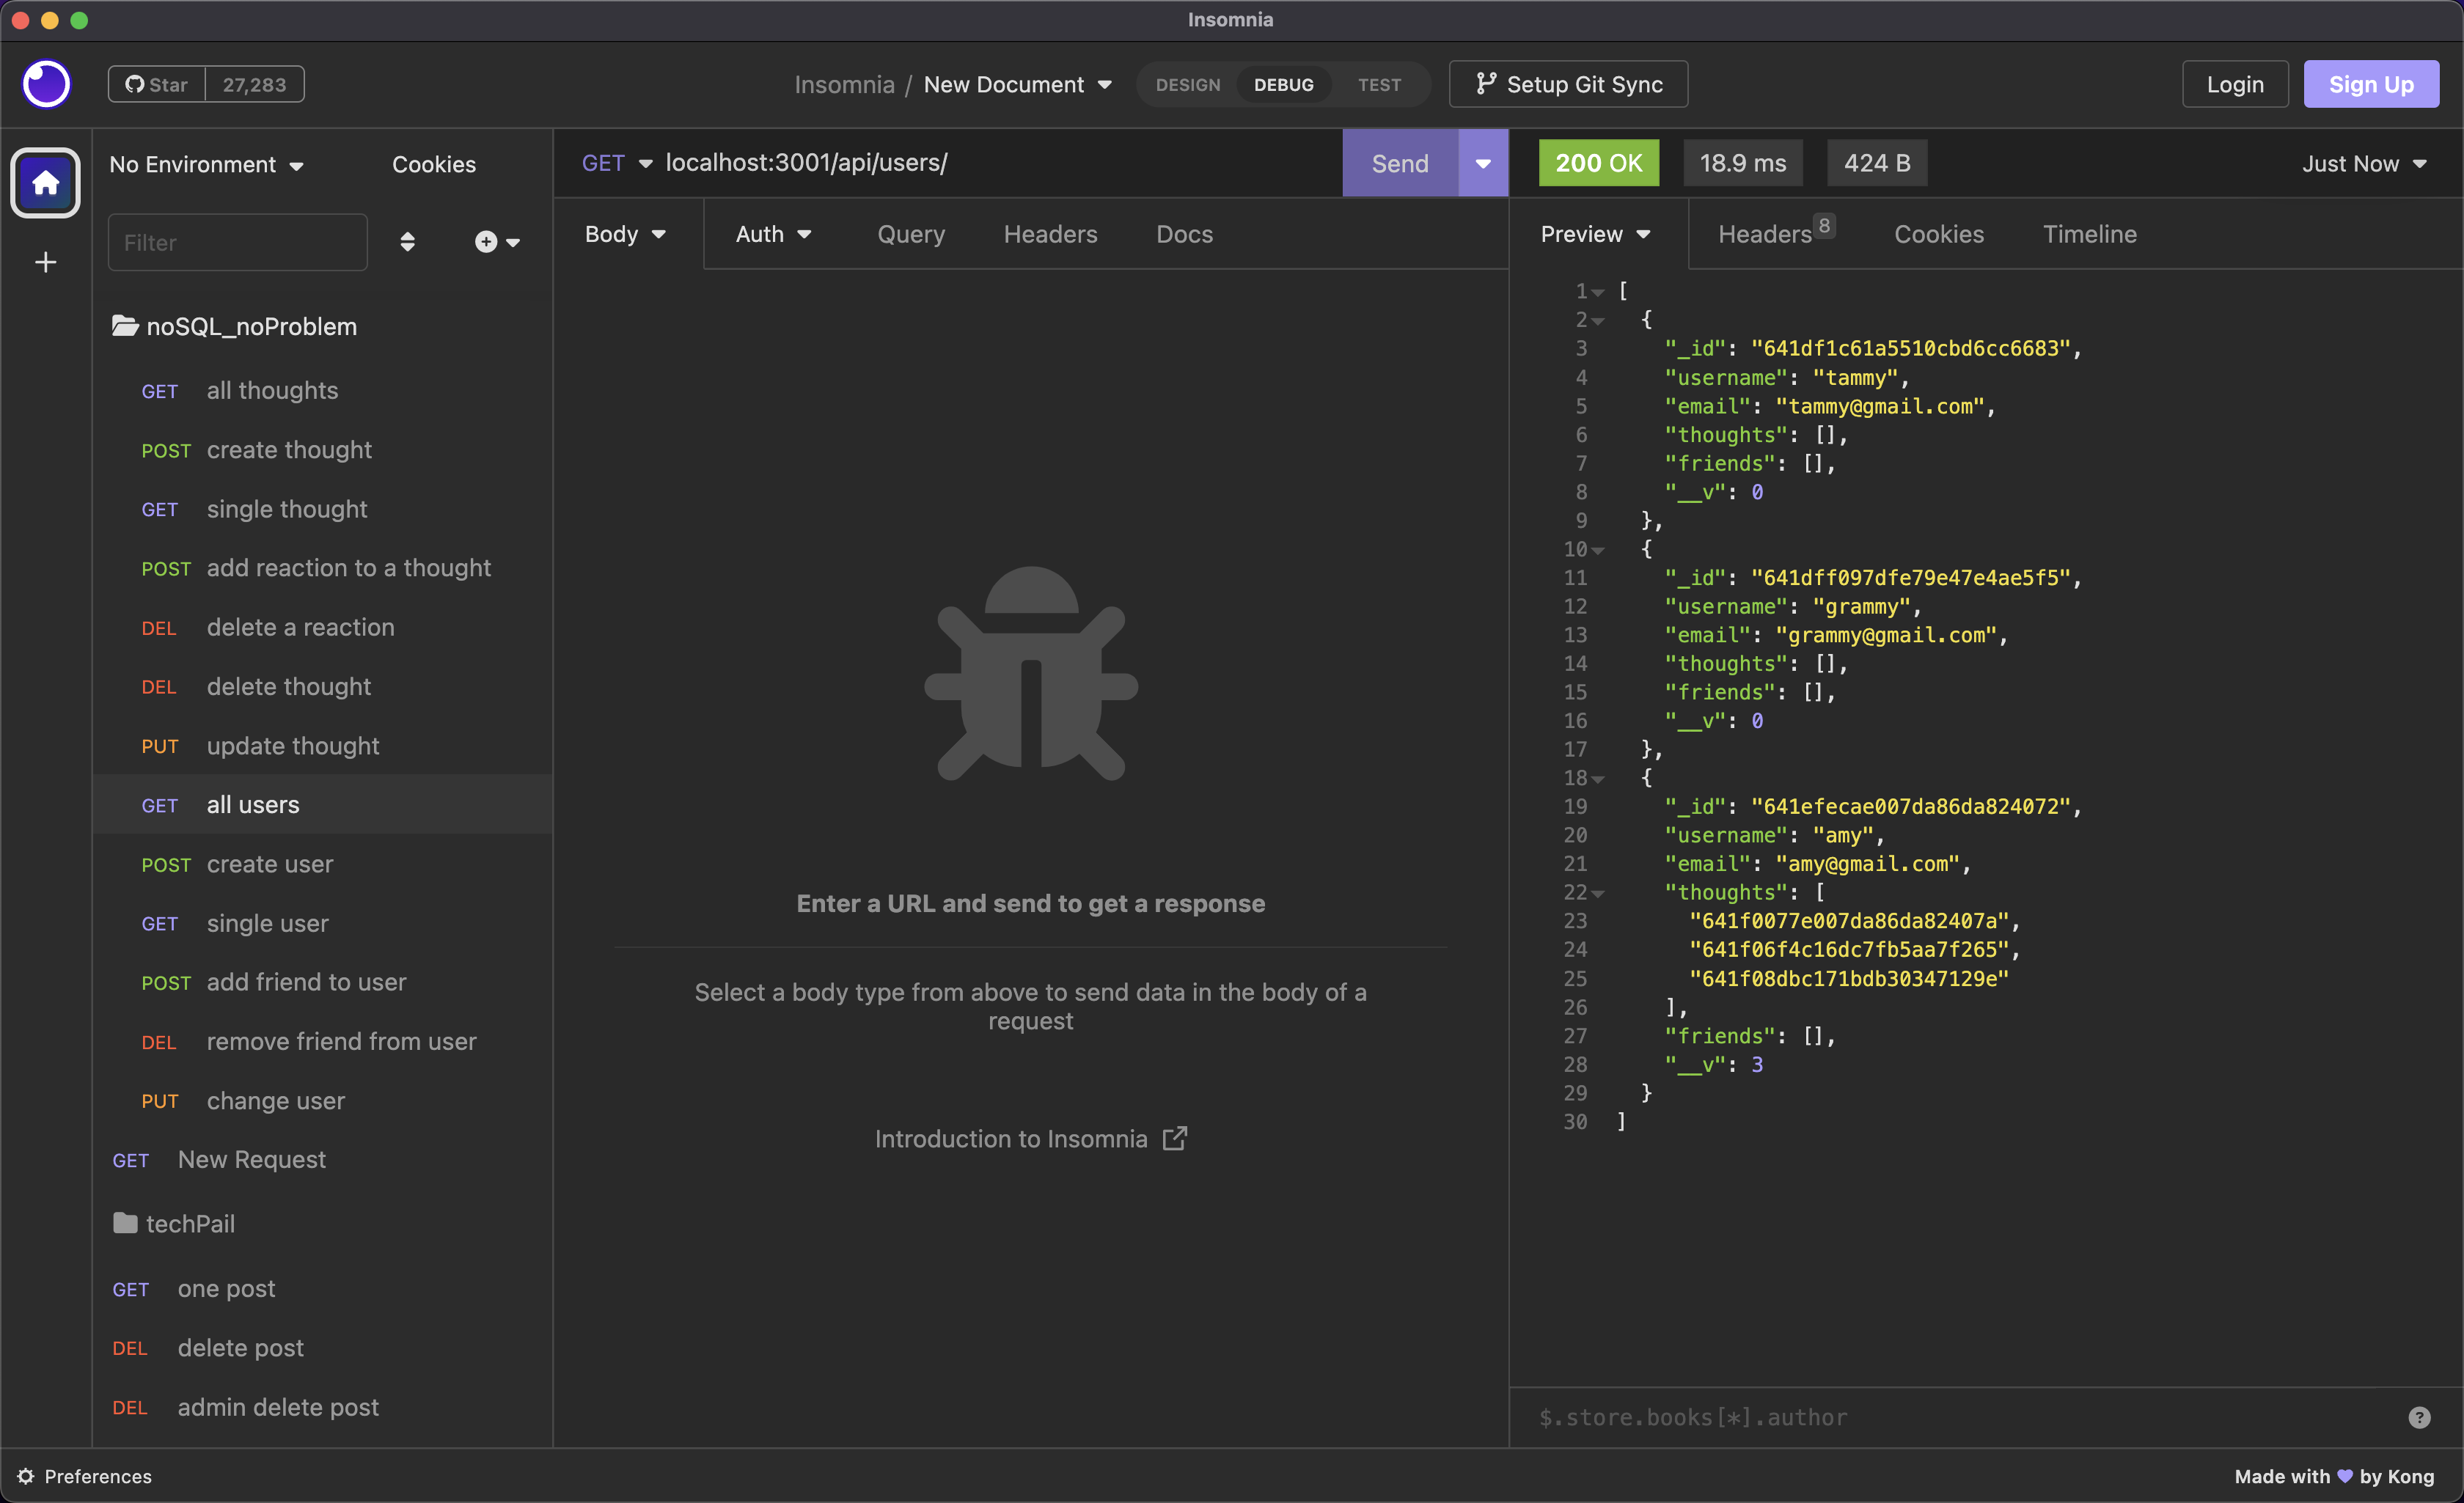 Insomnia
Star 27,283
Insomnia / New Document
DESIGN DEBUG TEST
Setup Git Sync
Login
Sign Up
No Environment
Cookies
Filter
noSQL_noProblem
GET all thoughts
POST create thought
GET single thought
POST add reaction to a thought
DEL delete a reaction
DEL delete thought
PUT update thought
GET all users
POST create user
GET single user
POST add friend to user
DEL remove friend from user
PUT change user
GET New Request
techPail
GET one post
DEL delete post
DEL admin delete post
GET localhost:3001/api/users/
Send
Body Auth Query Headers Docs
Enter a URL and send to get a response
Select a body type from above to send data in the body of a
request
Introduction to Insomnia
200 OK 18.9 ms 424 B
Just Now
Preview Headers 8 Cookies Timeline
1 [
2 {
3 "_id": "641df1c61a5510cbd6cc6683",
4 "username": "tammy",
5 "email": "tammy@gmail.com",
6 "thoughts": [],
7 "friends": [],
8 "__v": 0
9 },
10 {
11 "_id": "641dff097dfe79e47e4ae5f5",
12 "username": "grammy",
13 "email": "grammy@gmail.com",
14 "thoughts": [],
15 "friends": [],
16 "__v": 0
17 },
18 {
19 "_id": "641efecae007da86da824072",
20 "username": "amy",
21 "email": "amy@gmail.com",
22 "thoughts": [
23 "641f0077e007da86da82407a",
24 "641f06f4c16dc7fb5aa7f265",
25 "641f08dbc171bdb30347129e"
26 ],
27 "friends": [],
28 "__v": 3
29 }
30 ]
$.store.books[*].author
?
Preferences
Made with 💜 by Kong